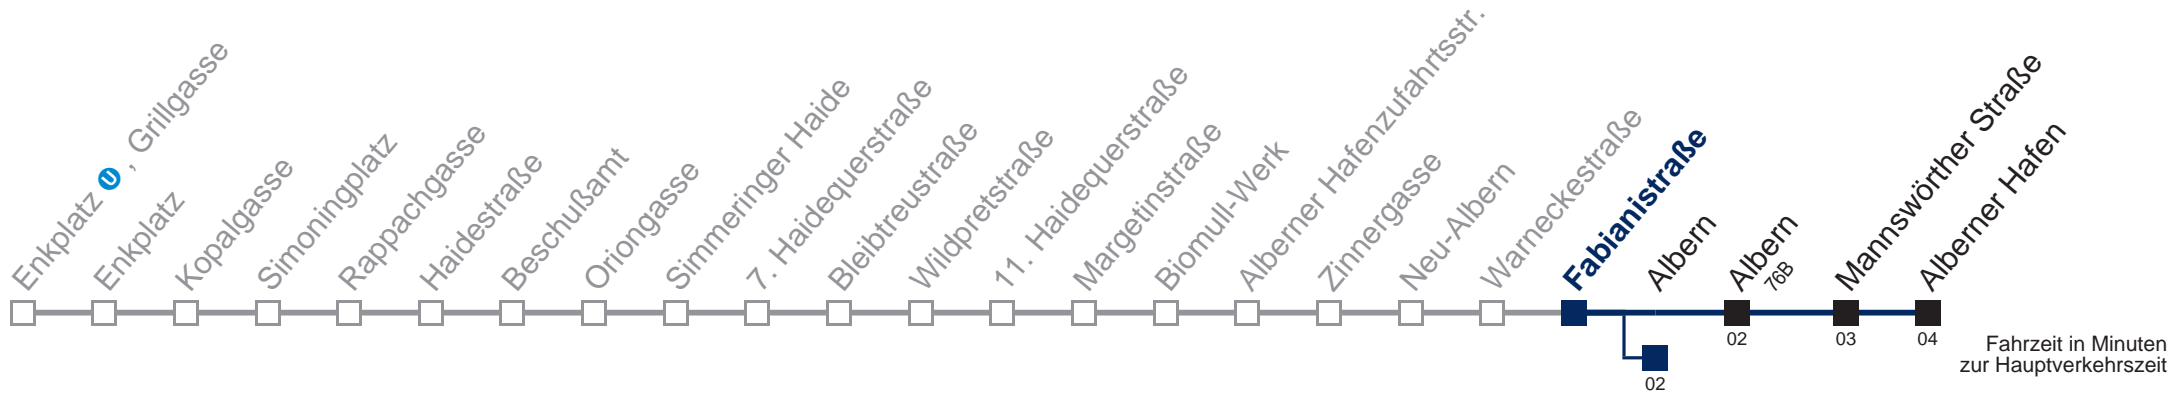 Enkplatz U , Grillgasse
Enkplatz
Kopalgasse
Simoningplatz
Rappachgasse
Haidestraße
Beschußamt
Oriongasse
Simmeringer Haide
7. Haidequerstraße
Bleibtreustraße
Wildpretstraße
11. Haidequerstraße
Margetinstraße
Biomull-Werk
Alberner Hafenzufahrtsstr.
Zinnergasse
Neu-Albern
Warneckestraße
Fabianistraße
Albern
Albern
76B
Mannswörther Straße
Alberner Hafen
02
03
04
02
Fahrzeit in Minuten
zur Hauptverkehrszeit